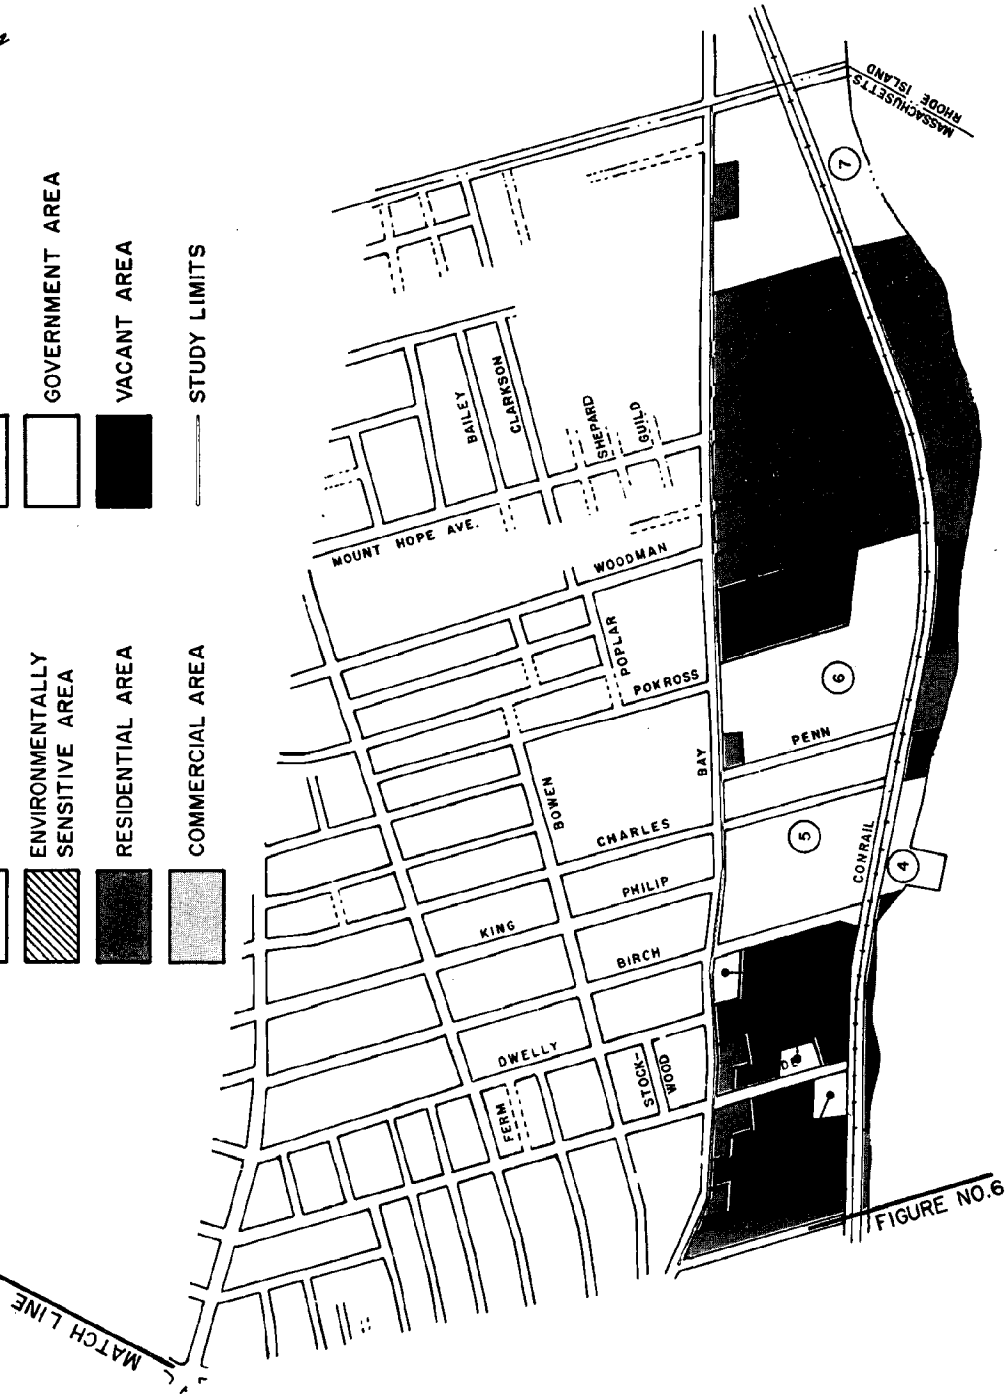 ENVIRONMENTALLY
SENSITIVE AREA
RESIDENTIAL AREA
COMMERCIAL AREA
GOVERNMENT AREA
VACANT AREA
STUDY LIMITS
MATCH LINE
MOUNT HOPE AVE.
BAILEY
CLARKSON
SHEPARD
GUILD
WOODMAN
POPLAR
POKROSS
BOWEN
BAY
PENN
CHARLES
PHILIP
KING
BIRCH
DWELLY
STOCK-
WOOD
FERM
CONRAIL
4
5
6
7
MASSACHUSETTS
RHODE ISLAND
FIGURE NO.6